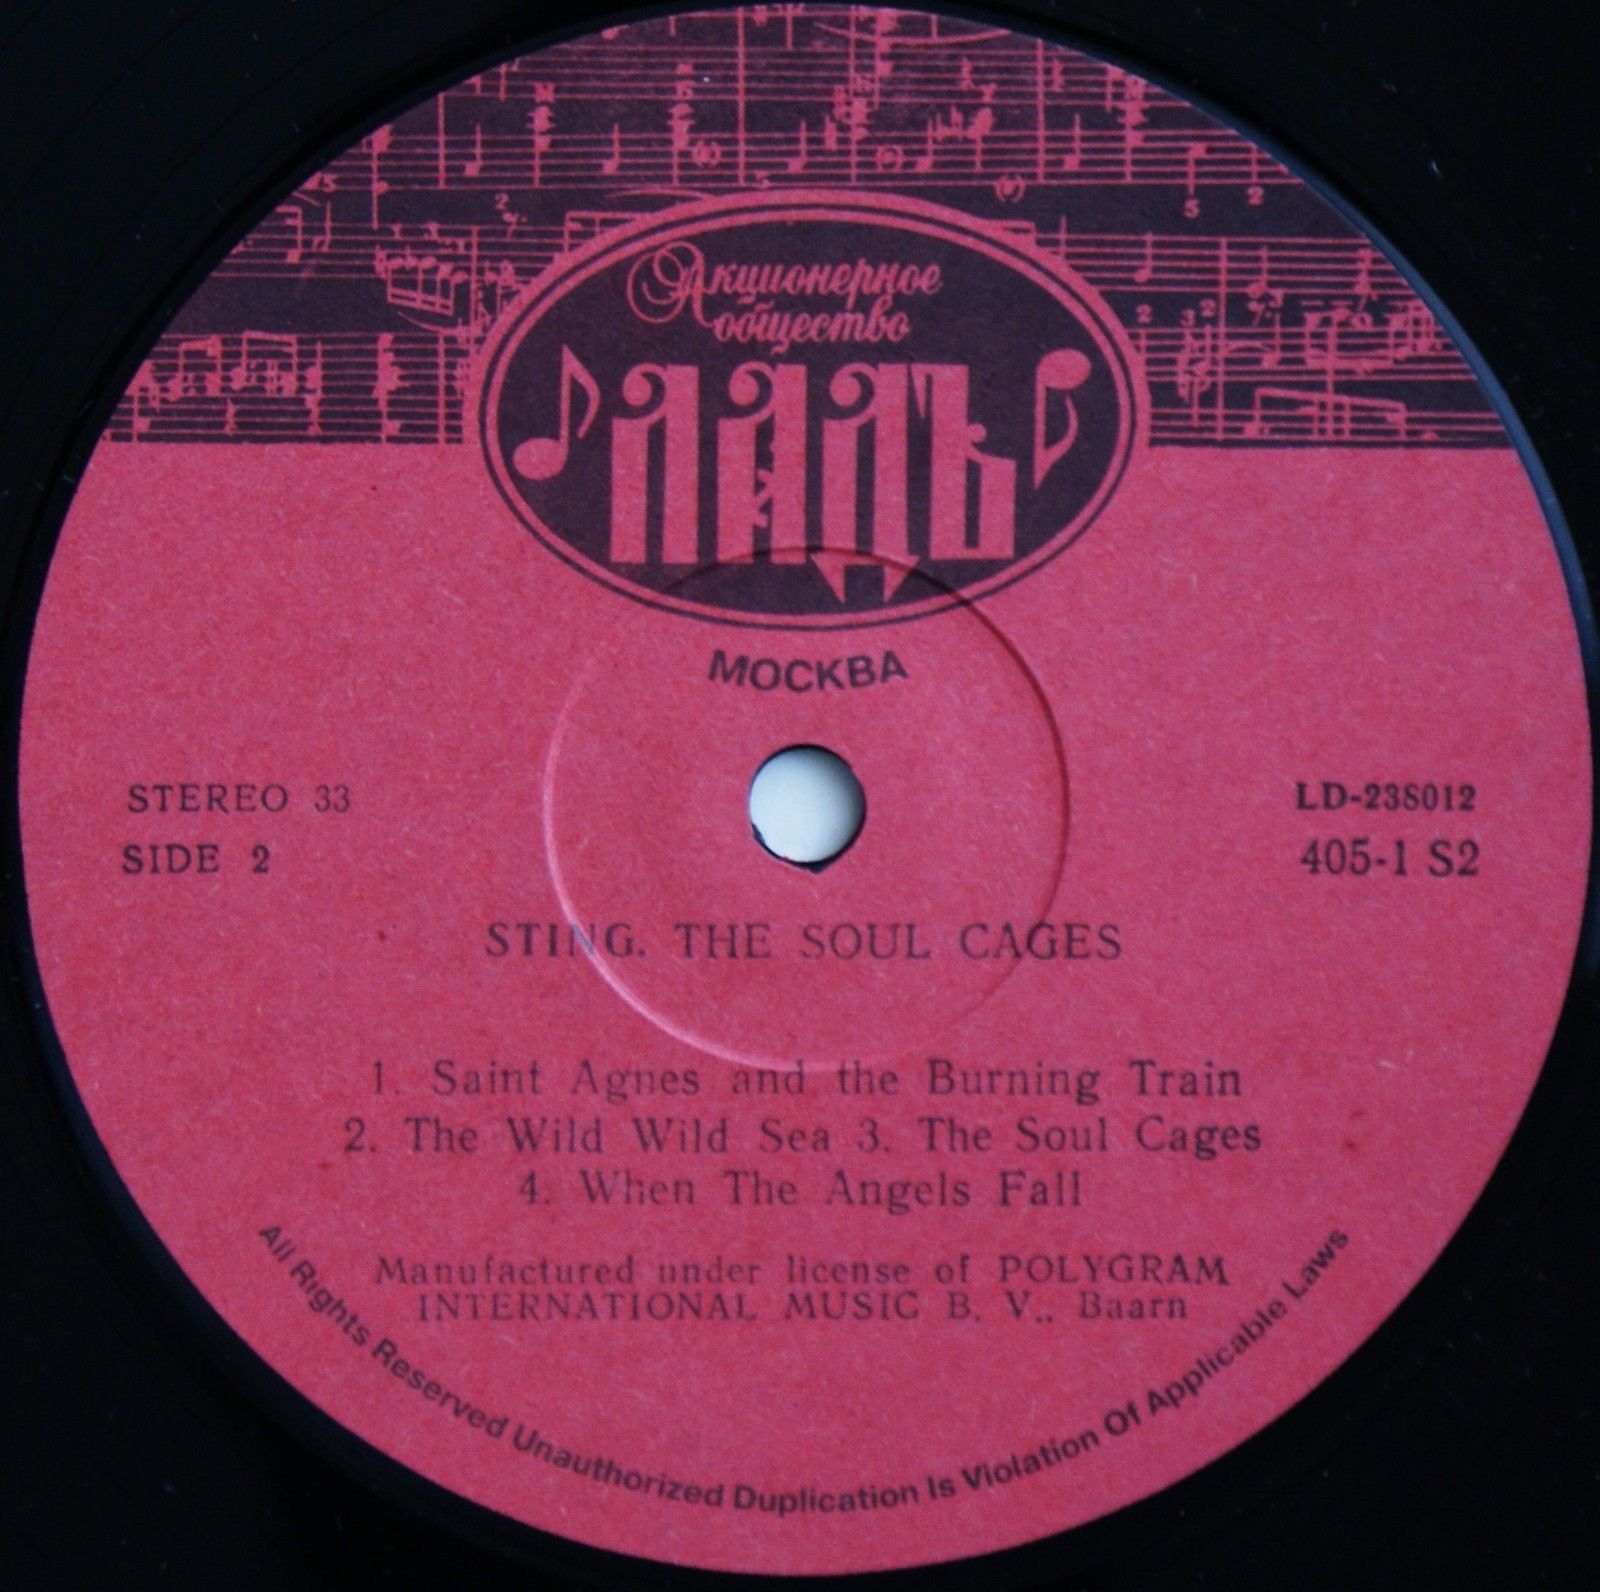 Акционерное
общество
ЛАДЪ
МОСКВА
STEREO 33
LD-238012
SIDE 2
405-1 S2
STING. THE SOUL CAGES
1. Saint Agnes and the Burning Train
2. The Wild Wild Sea 3. The Soul Cages
4. When The Angels Fall
Manufactured under license of POLYGRAM
INTERNATIONAL MUSIC B. V.. Baarn
All Rights Reserved Unauthorized Duplication Is Violation Of Applicable Laws